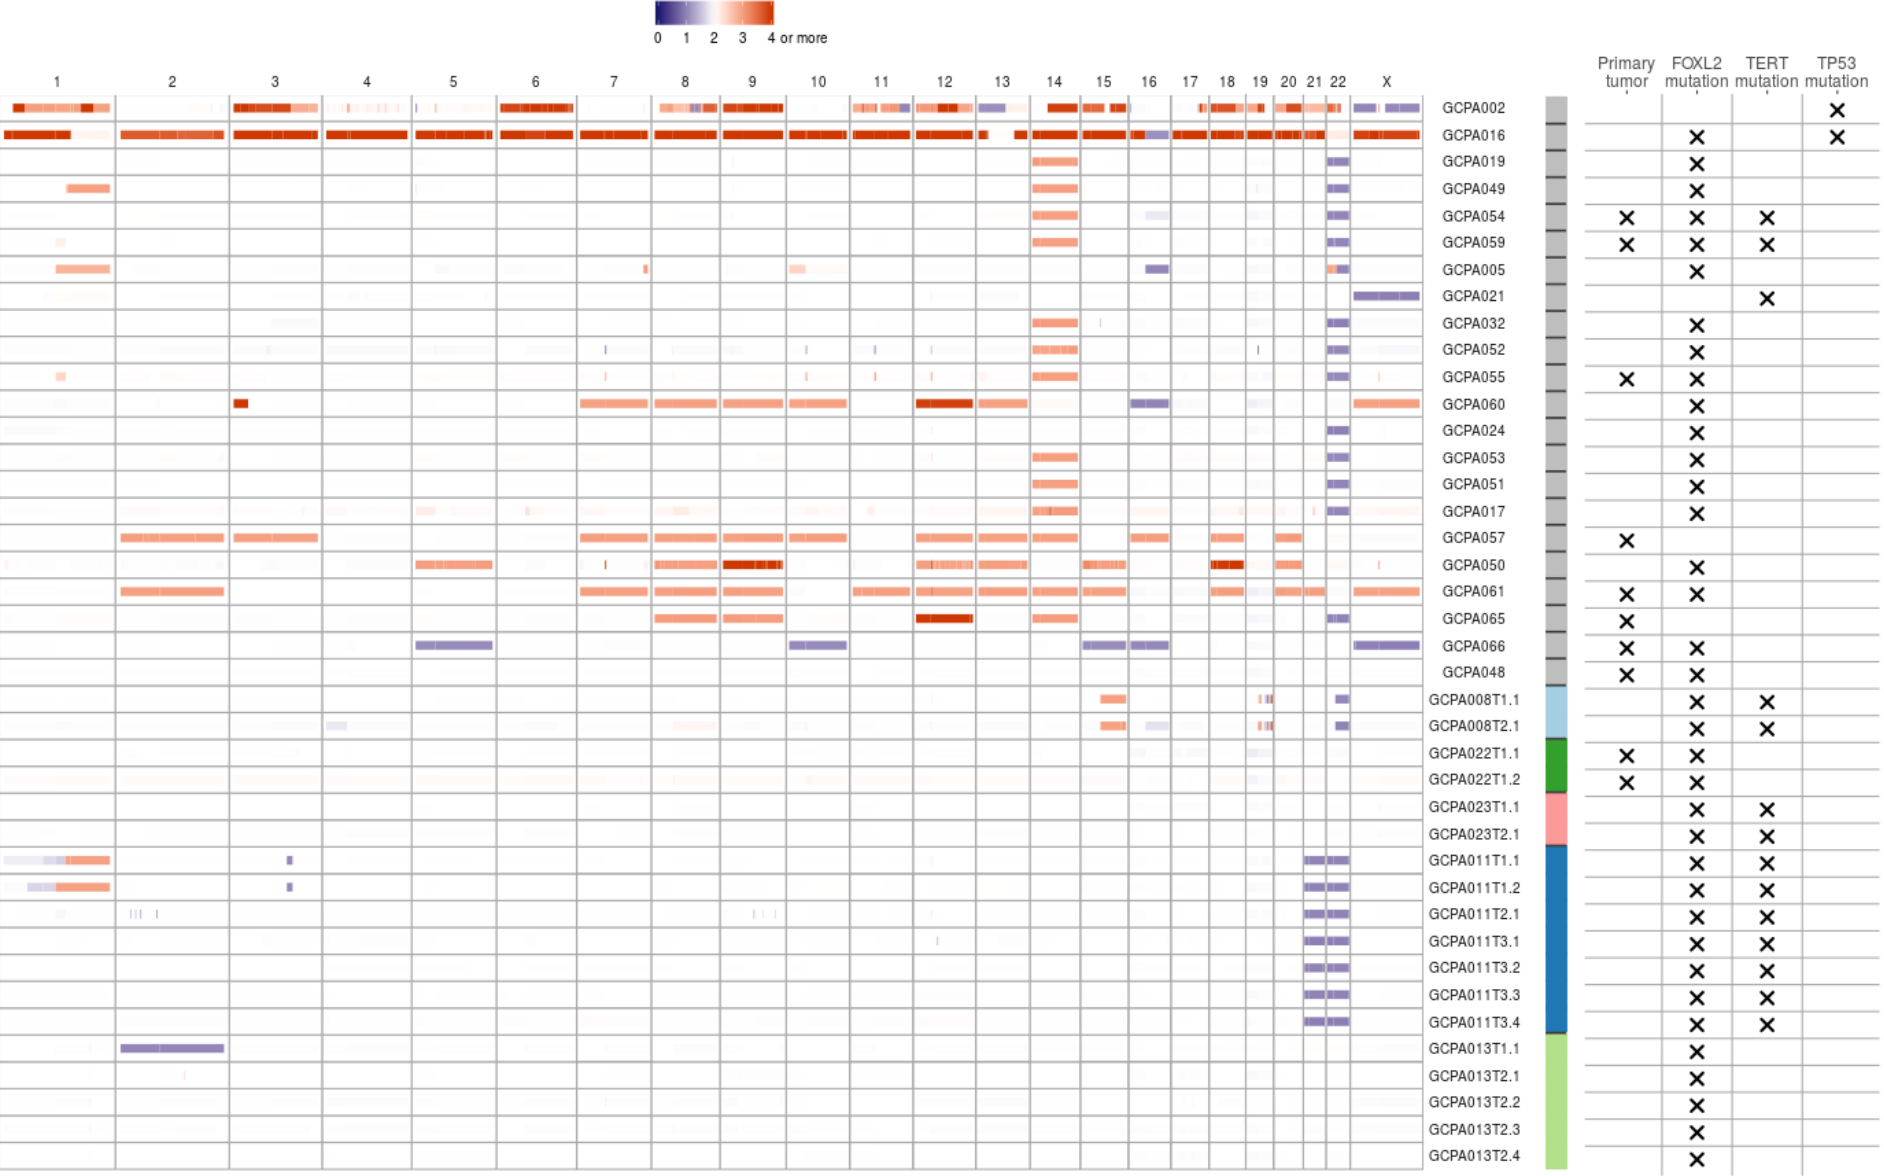 0 1 2 3 4 or more
Primary tumor FOXL2 mutation TERT mutation TP53 mutation
1 2 3 4 5 6 7 8 9 10 11 12 13 14 15 16 17 18 19 20 21 22 X
GCPA002
GCPA016
GCPA019
GCPA049
GCPA054
GCPA059
GCPA005
GCPA021
GCPA032
GCPA052
GCPA055
GCPA060
GCPA024
GCPA053
GCPA051
GCPA017
GCPA057
GCPA050
GCPA061
GCPA065
GCPA066
GCPA048
GCPA008T1.1
GCPA008T2.1
GCPA022T1.1
GCPA022T1.2
GCPA023T1.1
GCPA023T2.1
GCPA011T1.1
GCPA011T1.2
GCPA011T2.1
GCPA011T3.1
GCPA011T3.2
GCPA011T3.3
GCPA011T3.4
GCPA013T1.1
GCPA013T2.1
GCPA013T2.2
GCPA013T2.3
GCPA013T2.4